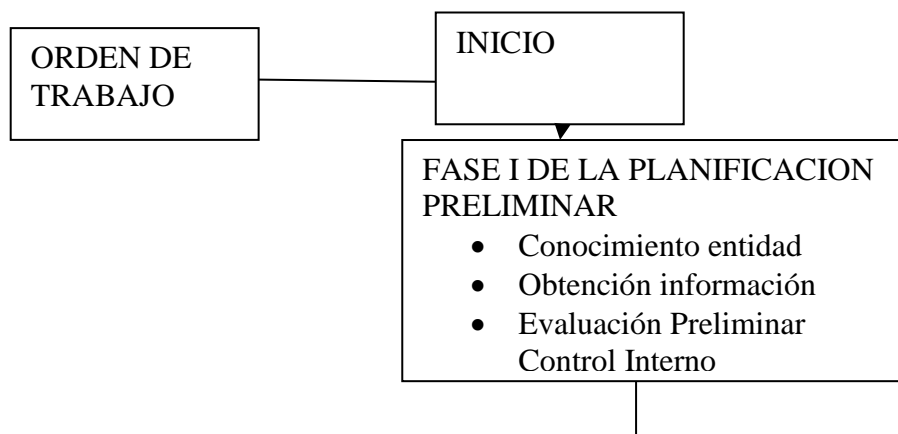 ORDEN DE
TRABAJO
INICIO
FASE I DE LA PLANIFICACION
PRELIMINAR
• Conocimiento entidad
• Obtención información
• Evaluación Preliminar
Control Interno